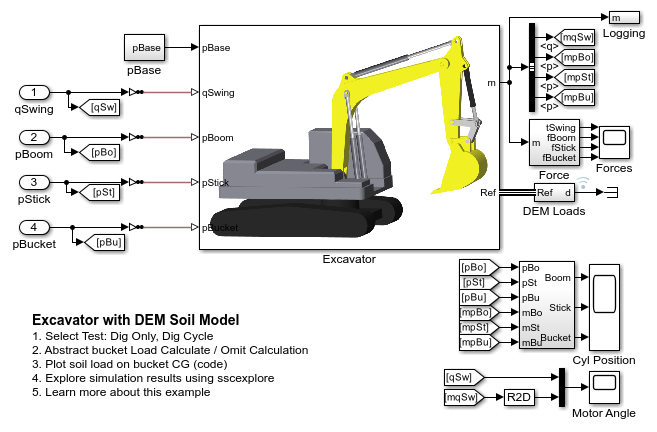 m
Logging
pBase
pBase
pBase
1
qSwing
[qSw]
qSwing
2
pBoom
[pBo]
pBoom
3
pStick
[pSt]
pStick
4
pBucket
[pBu]
pBucket
m
Ref
Excavator
[mqSw]
<q>
[mpBo]
<p>
[mpSt]
<p>
[mpBu]
<p>
m
tSwing
fBoom
fStick
fBucket
Force
Forces
Ref d
DEM Loads
[pBo]
[pSt]
[pBu]
[mpBo]
[mpSt]
[mpBu]
pBo
pSt
pBu
mBo
mSt
mBu
Boom
Stick
Bucket
Cyl Position
[qSw]
[mqSw]
R2D
Motor Angle
Excavator with DEM Soil Model
1. Select Test: Dig Only, Dig Cycle
2. Abstract bucket Load Calculate / Omit Calculation
3. Plot soil load on bucket CG (code)
4. Explore simulation results using sscexplore
5. Learn more about this example